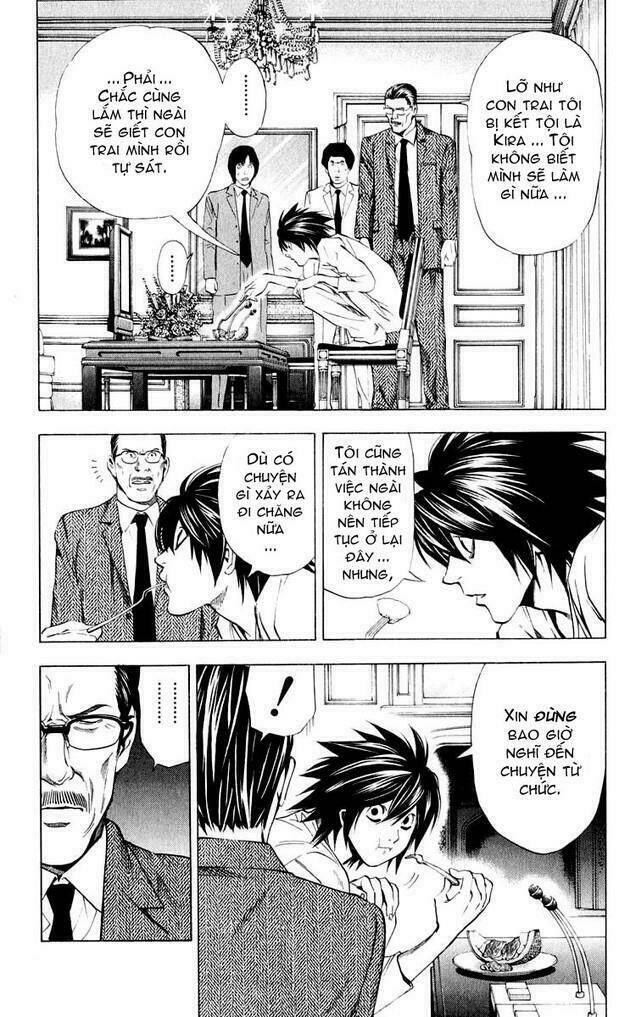 LỠ NHƯ
CON TRAI TÔI
BỊ KẾT TỘI LÀ
KIRA ... TÔI
KHÔNG BIẾT
MÌNH SẼ LÀM
GÌ NỮA ...
......
... PHẢI ...
CHẮC CÙNG
LẮM THÌ NGÀI
SẼ GIẾT CON
TRAI MÌNH RỒI
TỰ SÁT.
......
TÔI CŨNG
TÁN THÀNH
VIỆC NGÀI
KHÔNG
NÊN TIẾP
TỤC Ở LẠI
ĐÂY ...
NHƯNG,
DÙ CÓ
CHUYỆN
GÌ XẢY RA
ĐI CHĂNG
NỮA
...
XIN ĐỪNG
BAO GIỜ
NGHĨ ĐẾN
CHUYỆN TỪ
CHỨC.
!
......